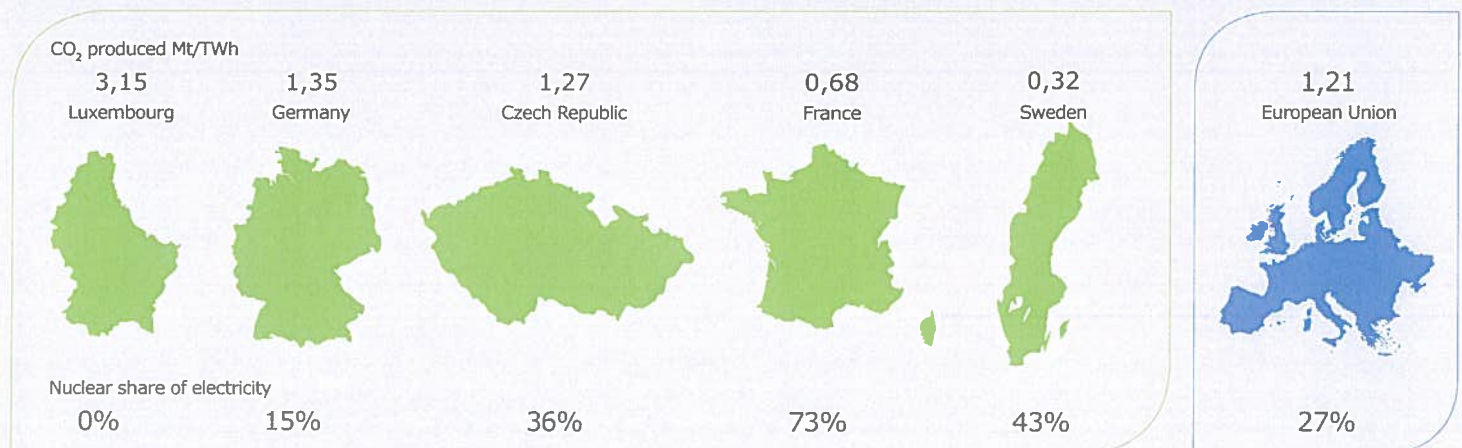 CO₂ produced Mt/TWh
3,15 1,35 1,27 0,68 0,32 1,21
Luxembourg Germany Czech Republic France Sweden European Union
Nuclear share of electricity
0% 15% 36% 73% 43% 27%